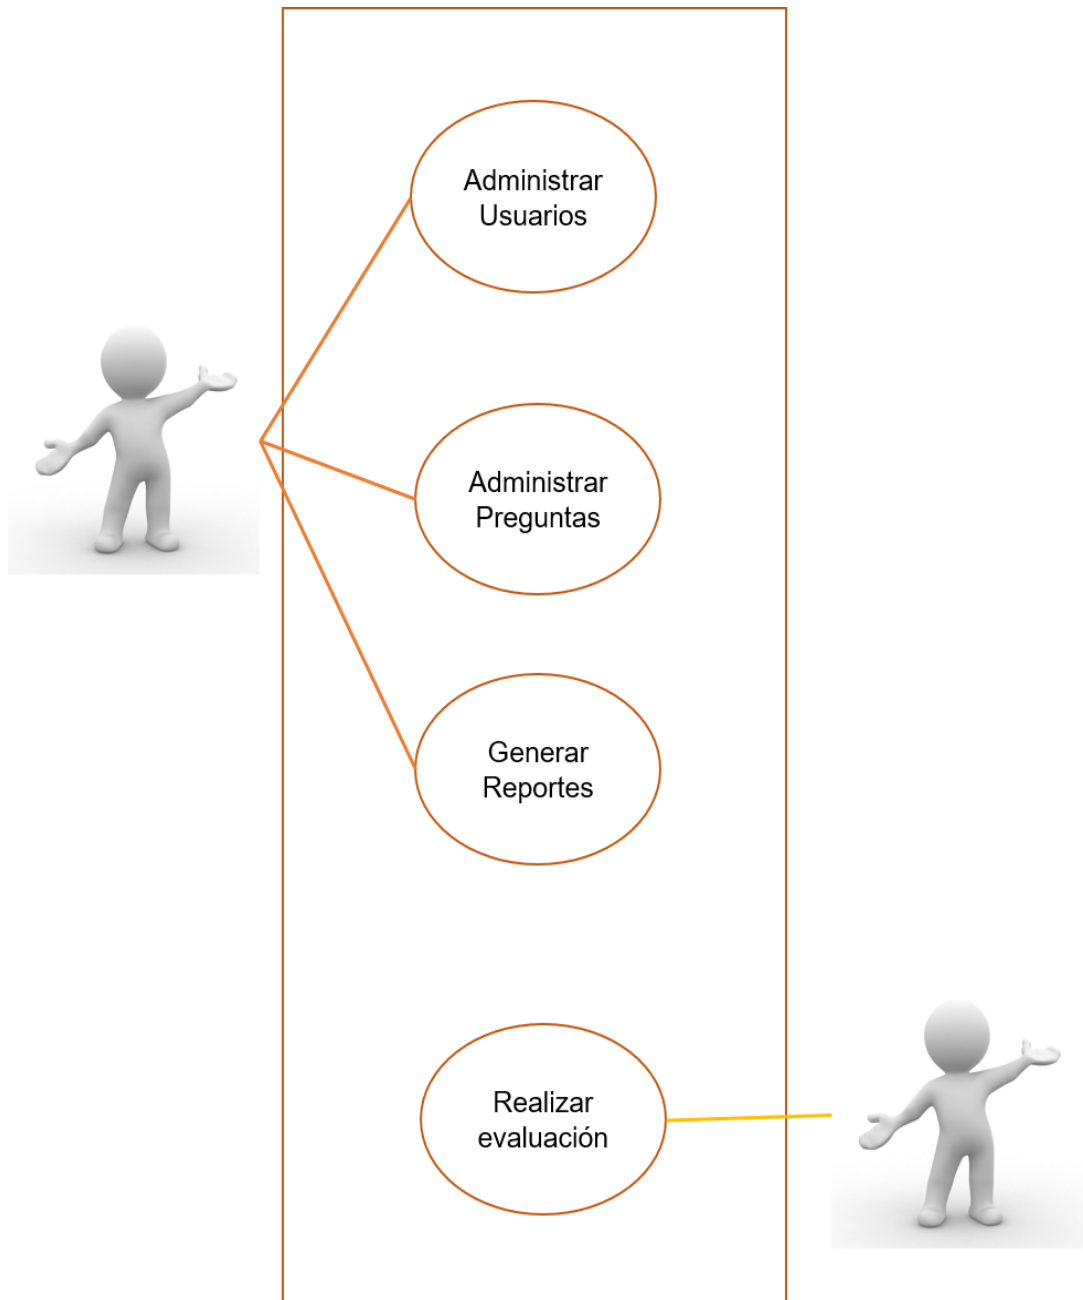 Administrar
Usuarios
Administrar
Preguntas
Generar
Reportes
Realizar
evaluación